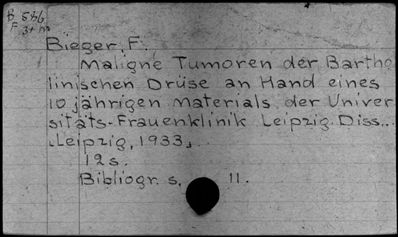 Bieger, F.
Maligne Tumoren der Bartho
linischen Drüse an Hand eines
10 jährigen Materials der Univer
sitäts-Frauenklinik Leipzig. Diss...
Leipzig, 1933.
12 s.
Bibliogr. s. 11.